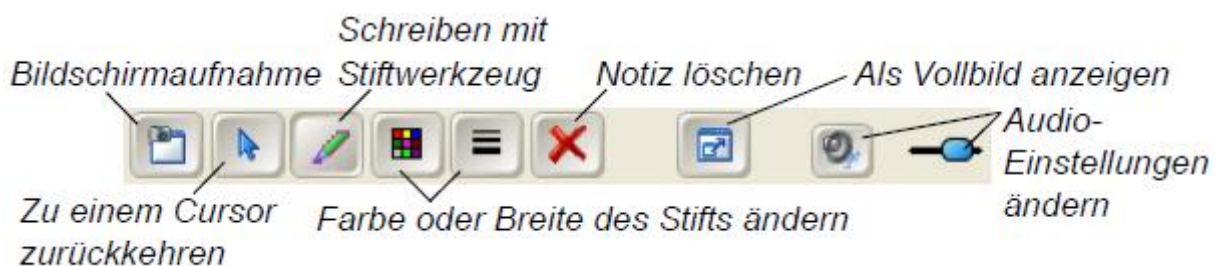 Schreiben mit
Bildschirmaufnahme Stiftwerkzeug Notiz löschen Als Vollbild anzeigen
Audio-
Einstellungen
ändern
Zu einem Cursor
zurückkehren
Farbe oder Breite des Stifts ändern